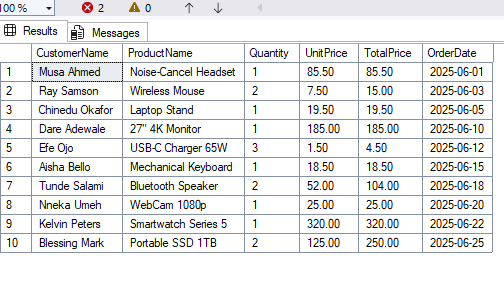 100 % 2 0
Results Messages
CustomerName ProductName Quantity UnitPrice TotalPrice OrderDate
1 Musa Ahmed Noise-Cancel Headset 1 85.50 85.50 2025-06-01
2 Ray Samson Wireless Mouse 2 7.50 15.00 2025-06-03
3 Chinedu Okafor Laptop Stand 1 19.50 19.50 2025-06-05
4 Dare Adewale 27" 4K Monitor 1 185.00 185.00 2025-06-10
5 Efe Ojo USB-C Charger 65W 3 1.50 4.50 2025-06-12
6 Aisha Bello Mechanical Keyboard 1 18.50 18.50 2025-06-15
7 Tunde Salami Bluetooth Speaker 2 52.00 104.00 2025-06-18
8 Nneka Umeh WebCam 1080p 1 25.00 25.00 2025-06-20
9 Kelvin Peters Smartwatch Series 5 1 320.00 320.00 2025-06-22
10 Blessing Mark Portable SSD 1TB 2 125.00 250.00 2025-06-25